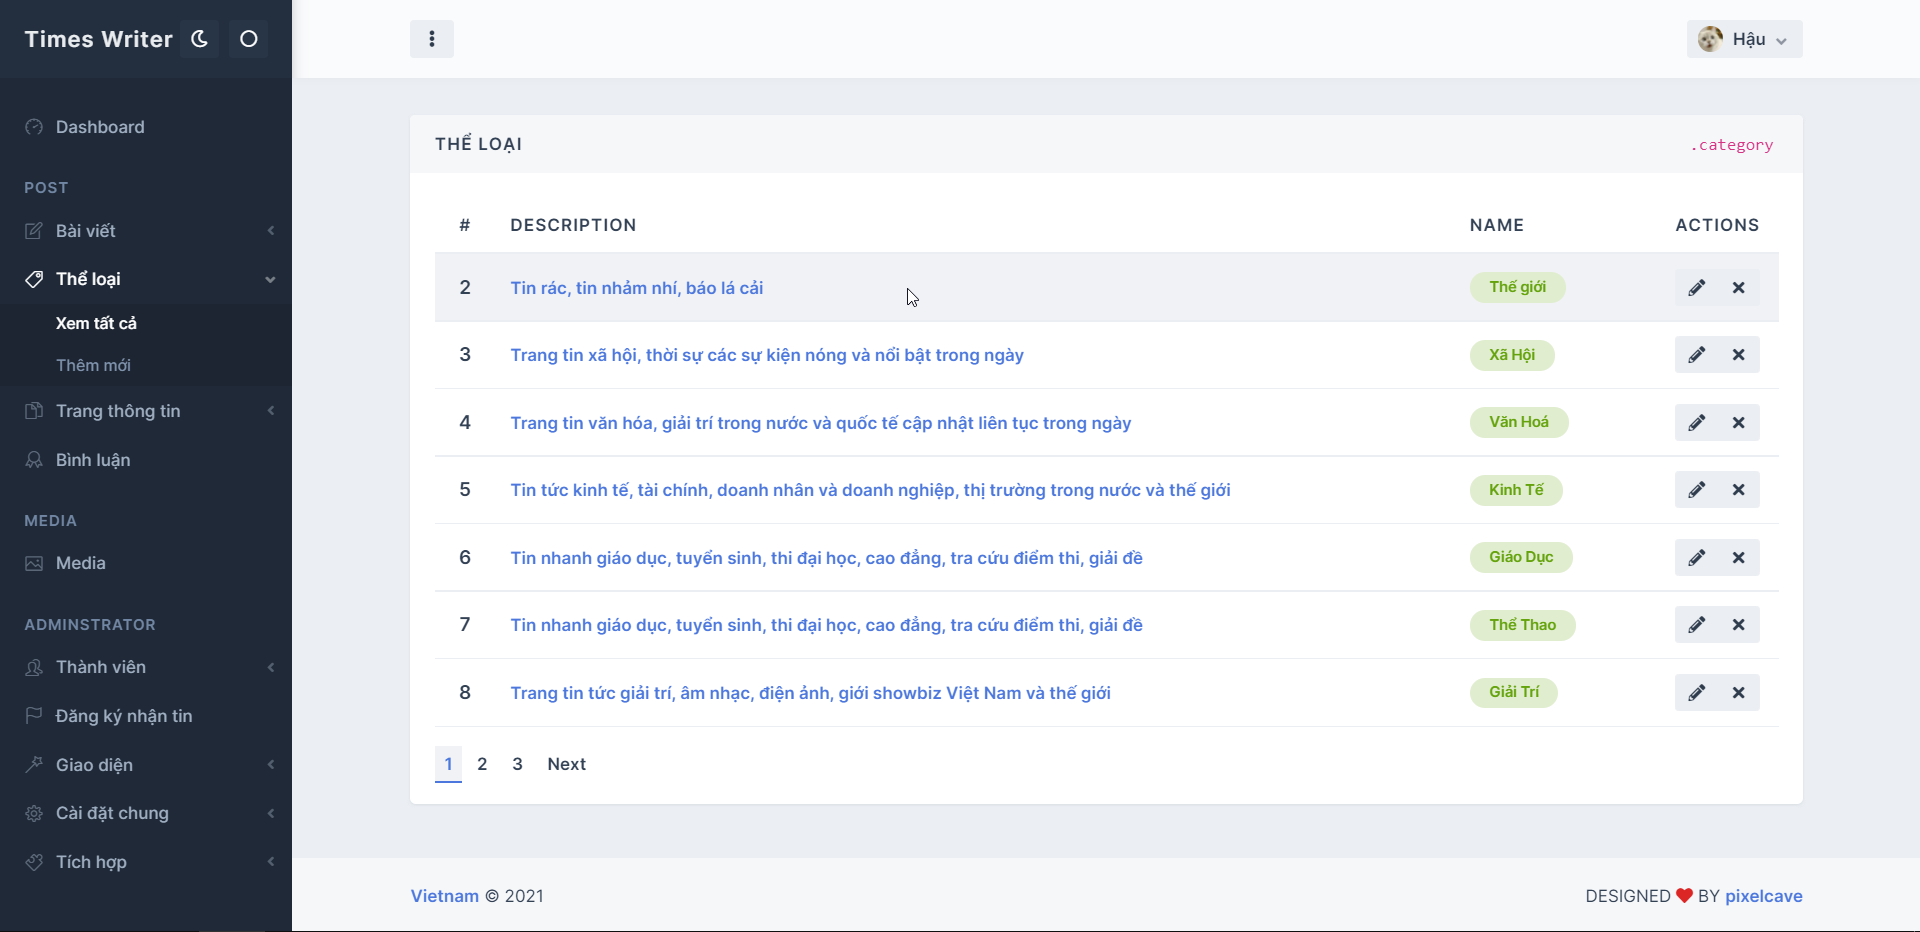 Times Writer
Hậu
Dashboard
POST
Bài viết
Thể loại
Xem tất cả
Thêm mới
Trang thông tin
Bình luận
MEDIA
Media
ADMINSTRATOR
Thành viên
Đăng ký nhận tin
Giao diện
Cài đặt chung
Tích hợp
THỂ LOẠI .category
# DESCRIPTION NAME ACTIONS
2 Tin rác, tin nhảm nhí, báo lá cải Thế giới
3 Trang tin xã hội, thời sự các sự kiện nóng và nổi bật trong ngày Xã Hội
4 Trang tin văn hóa, giải trí trong nước và quốc tế cập nhật liên tục trong ngày Văn Hoá
5 Tin tức kinh tế, tài chính, doanh nhân và doanh nghiệp, thị trường trong nước và thế giới Kinh Tế
6 Tin nhanh giáo dục, tuyển sinh, thi đại học, cao đẳng, tra cứu điểm thi, giải đề Giáo Dục
7 Tin nhanh giáo dục, tuyển sinh, thi đại học, cao đẳng, tra cứu điểm thi, giải đề Thể Thao
8 Trang tin tức giải trí, âm nhạc, điện ảnh, giới showbiz Việt Nam và thế giới Giải Trí
1 2 3 Next
Vietnam © 2021
DESIGNED ❤ BY pixelcave